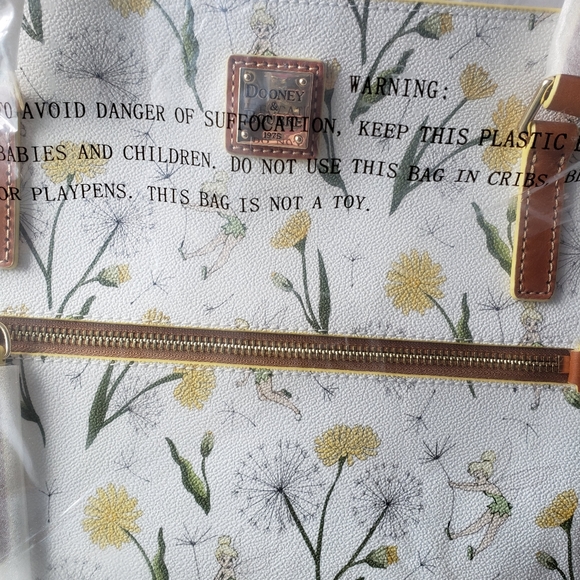 DOONEY
&
1975
WARNING:
TO AVOID DANGER OF SUFFOCATION, KEEP THIS PLASTIC
BABIES AND CHILDREN. DO NOT USE THIS BAG IN CRIBS,
OR PLAYPENS. THIS BAG IS NOT A TOY.